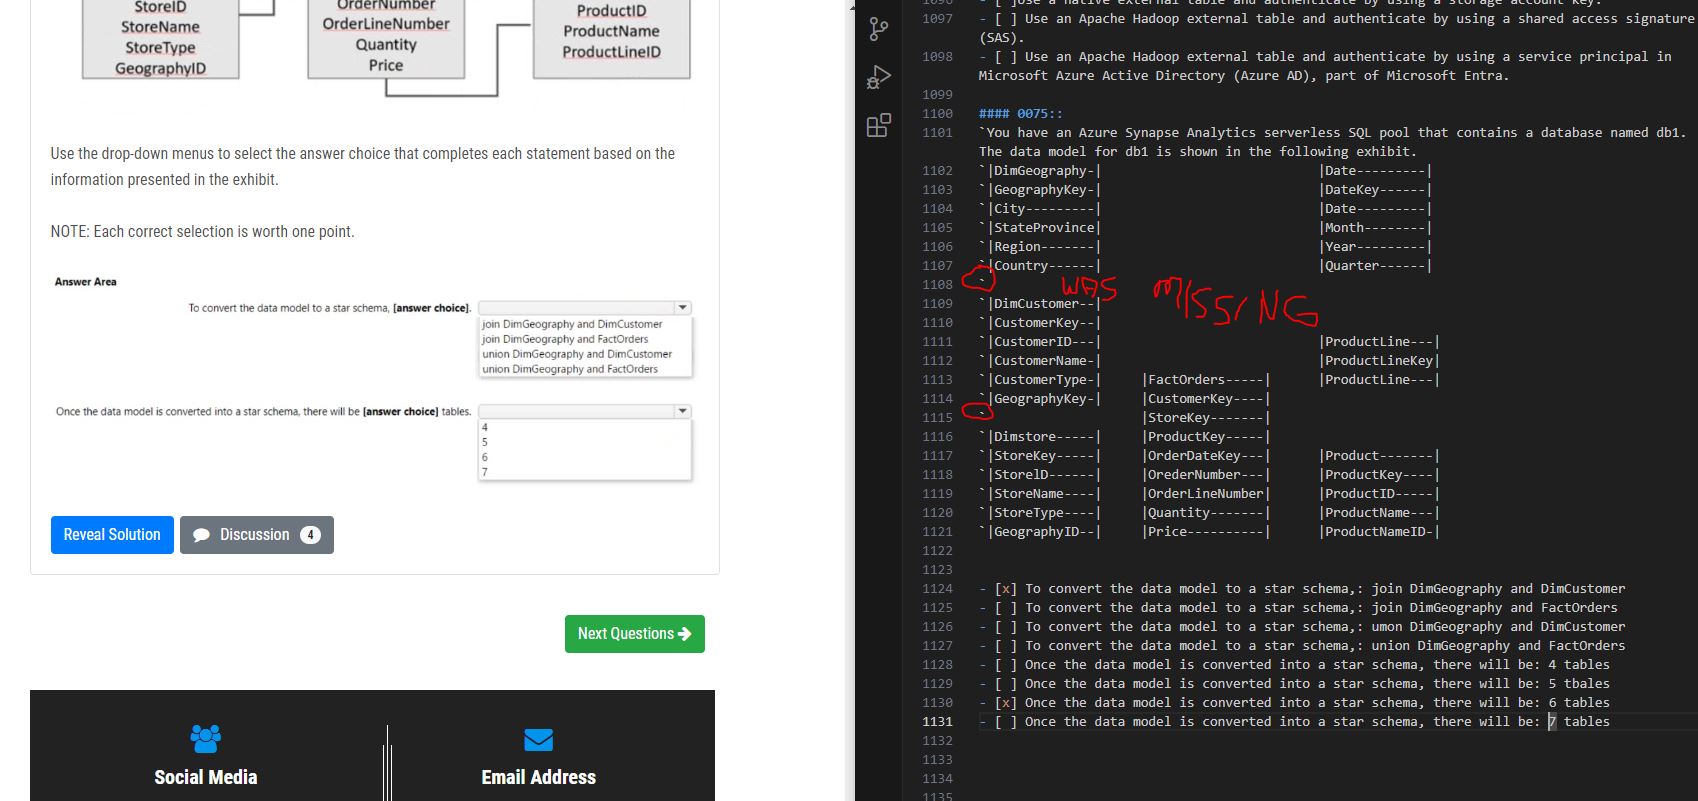 StoreID
StoreName
StoreType
GeographyID
OrderNumber
OrderLineNumber
Quantity
Price
ProductID
ProductName
ProductLineID
Use the drop-down menus to select the answer choice that completes each statement based on the
information presented in the exhibit.
NOTE: Each correct selection is worth one point.
Answer Area
To convert the data model to a star schema, [answer choice].
join DimGeography and DimCustomer
join DimGeography and FactOrders
union DimGeography and DimCustomer
union DimGeography and FactOrders
Once the data model is converted into a star schema, there will be [answer choice] tables.
4
5
6
7
Reveal Solution
Discussion 4
Next Questions
Social Media
Email Address
1096 - [ ]Use a native external table and authenticate by using a storage account key.
1097 - [ ] Use an Apache Hadoop external table and authenticate by using a shared access signature
(SAS).
1098 - [ ] Use an Apache Hadoop external table and authenticate by using a service principal in
Microsoft Azure Active Directory (Azure AD), part of Microsoft Entra.
1099
1100 #### 0075::
1101 `You have an Azure Synapse Analytics serverless SQL pool that contains a database named db1.
The data model for db1 is shown in the following exhibit.
1102 `|DimGeography-| |Date---------|
1103 `|GeographyKey-| |DateKey------|
1104 `|City---------| |Date---------|
1105 `|StateProvince| |Month--------|
1106 `|Region-------| |Year---------|
1107 `|Country------| |Quarter------|
1108 `
WAS MISSING
1109 `|DimCustomer--|
1110 `|CustomerKey--|
1111 `|CustomerID---| |ProductLine---|
1112 `|CustomerName-| |ProductLineKey|
1113 `|CustomerType-| |FactOrders-----| |ProductLine---|
1114 `|GeographyKey-| |CustomerKey----|
1115 ` |StoreKey-------|
1116 `|Dimstore-----| |ProductKey-----|
1117 `|StoreKey-----| |OrderDateKey---| |Product-------|
1118 `|StorelD------| |OrederNumber---| |ProductKey----|
1119 `|StoreName----| |OrderLineNumber| |ProductID-----|
1120 `|StoreType----| |Quantity-------| |ProductName---|
1121 `|GeographyID--| |Price----------| |ProductNameID-|
1122
1123
1124 - [x] To convert the data model to a star schema,: join DimGeography and DimCustomer
1125 - [ ] To convert the data model to a star schema,: join DimGeography and FactOrders
1126 - [ ] To convert the data model to a star schema,: umon DimGeography and DimCustomer
1127 - [ ] To convert the data model to a star schema,: union DimGeography and FactOrders
1128 - [ ] Once the data model is converted into a star schema, there will be: 4 tables
1129 - [ ] Once the data model is converted into a star schema, there will be: 5 tbales
1130 - [x] Once the data model is converted into a star schema, there will be: 6 tables
1131 - [ ] Once the data model is converted into a star schema, there will be: 7 tables
1132
1133
1134
1135